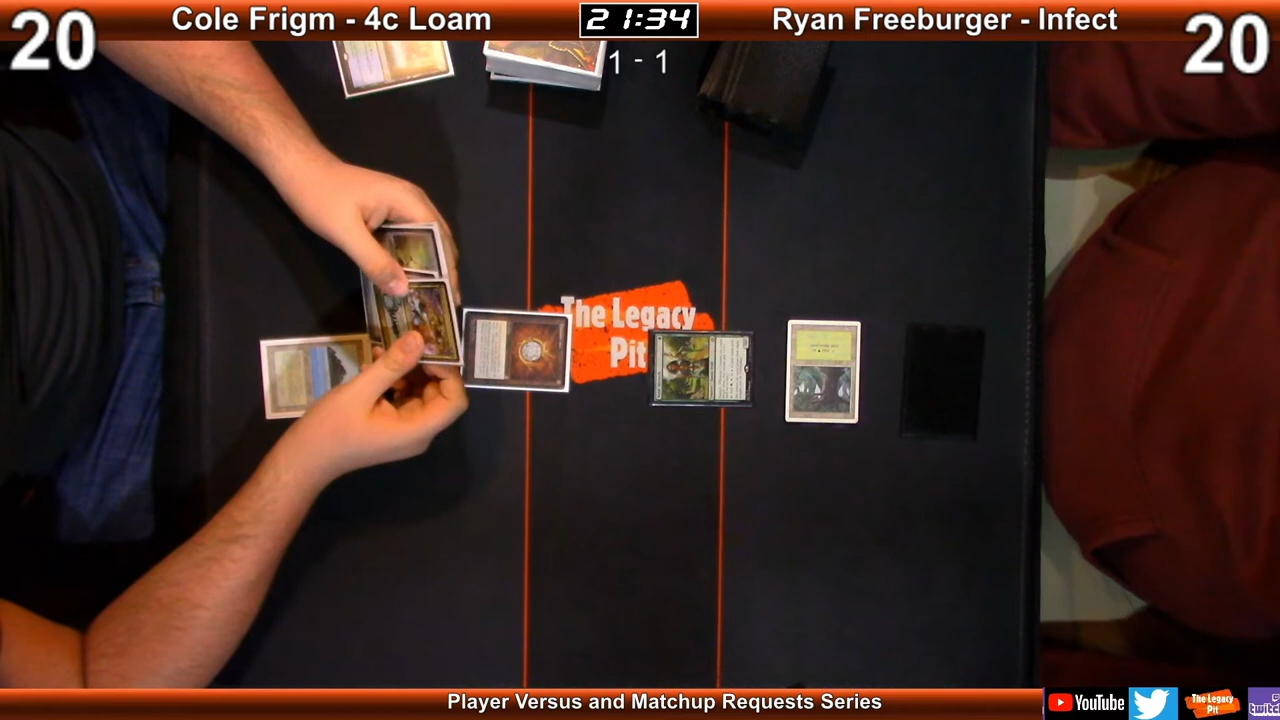 Cole Frigm - 4c Loam
21:34
Ryan Freeburger - Infect
20
20
1 - 1
The Legacy
Pit
Player Versus and Matchup Requests Series
YouTube
The Legacy
Pit
twitch